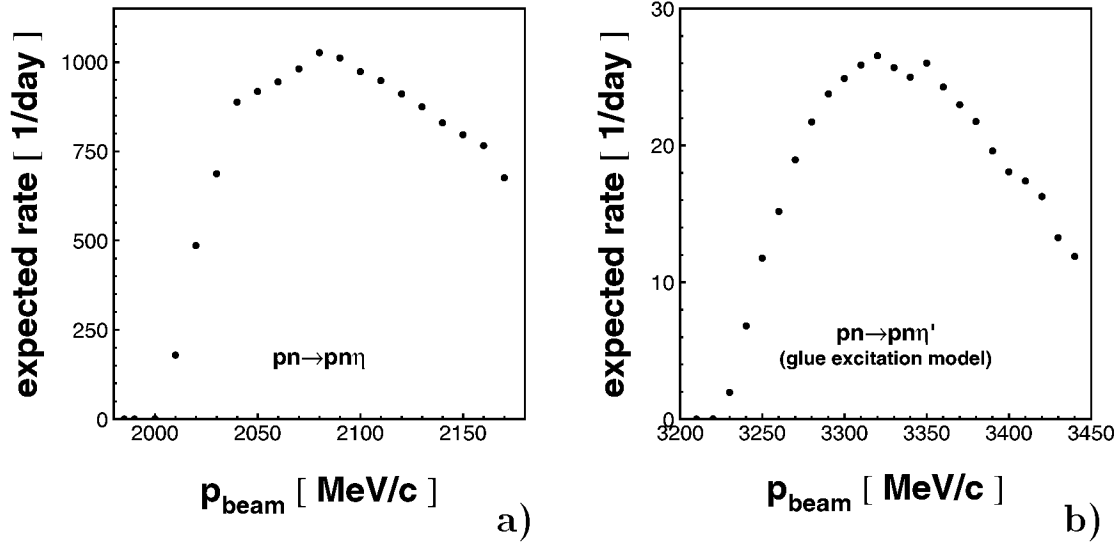 expected rate [ 1/day ]
1000
750
500
250
0
pn→pnη
2000
2050
2100
2150
p_beam [ MeV/c ]
a)
expected rate [ 1/day ]
30
20
10
0
pn→pnη'
(glue excitation model)
3200
3250
3300
3350
3400
3450
p_beam [ MeV/c ]
b)